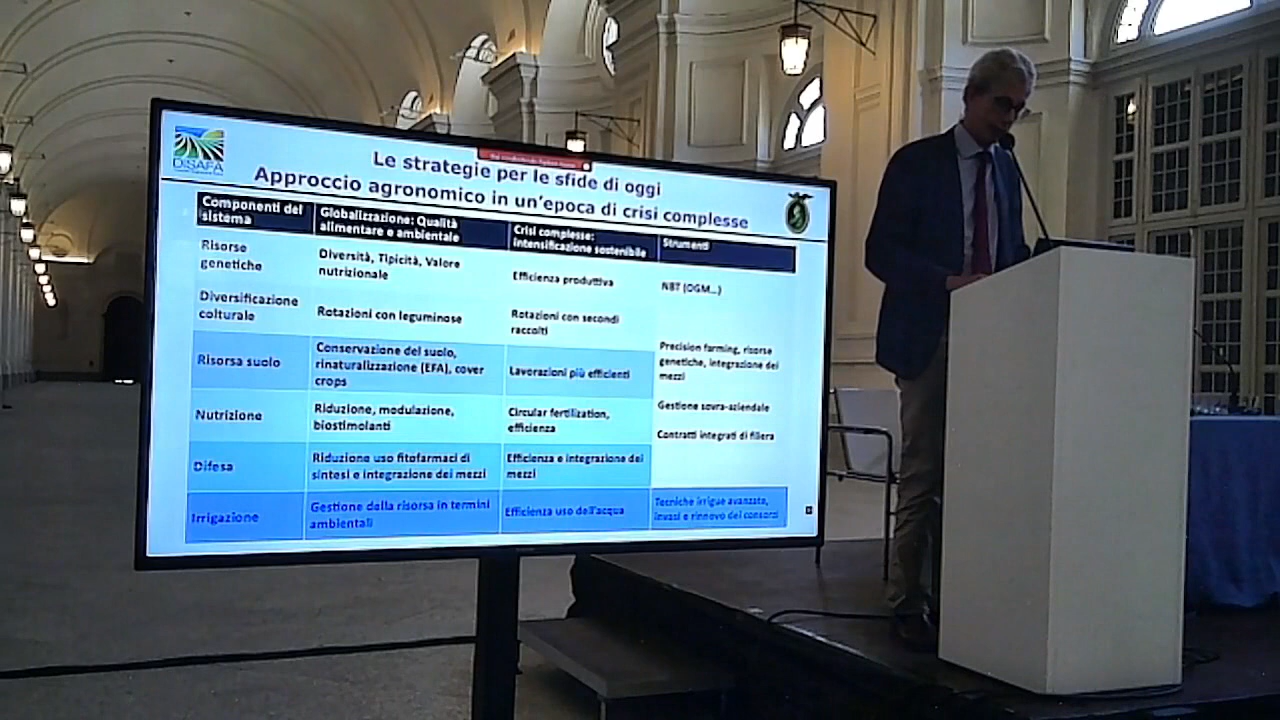 DISAFA
Le strategie per le sfide di oggi
Approccio agronomico in un'epoca di crisi complesse
Componenti del
sistema
Globalizzazione: Qualità
alimentare e ambientale
Crisi complesse:
intensificazione sostenibile
Strumenti
Risorse
genetiche
Diversità, Tipicità, Valore
nutrizionale
Efficienza produttiva
NBT (OGM...)
Diversificazione
colturale
Rotazioni con leguminose
Rotazioni con secondi
raccolti
Risorsa suolo
Conservazione del suolo,
rinaturalizzazione (EFA), cover
crops
Lavorazioni più efficienti
Precision farming, risorse
genetiche, integrazione dei
mezzi
Nutrizione
Riduzione, modulazione,
biostimolanti
Circular fertilization,
efficienza
Gestione sovra-aziendale
Contratti integrati di filiera
Difesa
Riduzione uso fitofarmaci di
sintesi e integrazione dei mezzi
Efficienza e integrazione dei
mezzi
Irrigazione
Gestione della risorsa in termini
ambientali
Efficienza uso dell'acqua
Tecniche irrigue avanzate,
invasi e rinnovo dei consorzi